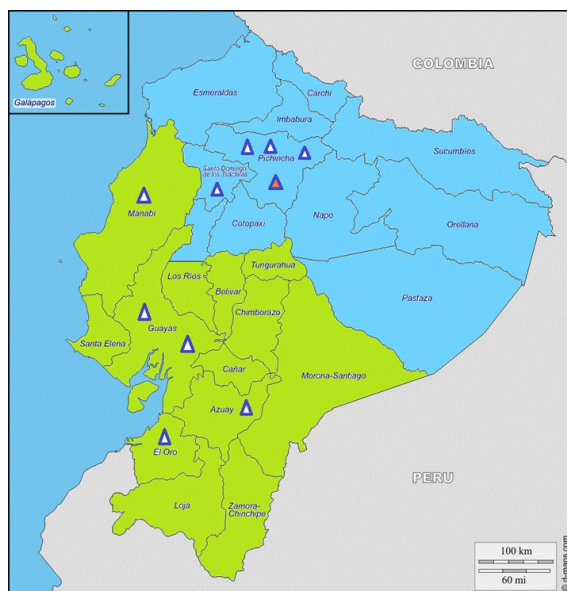 Galápagos
COLOMBIA
Esmeraldas
Carchi
Imbabura
Sucumbios
Pichincha
Santo Domingo
de los Tsáchilas
Manabí
Cotopaxi
Napo
Orellana
Los Ríos
Tungurahua
Bolivar
Pastaza
Chimborazo
Guayas
Santa Elena
Cañar
Morona-Santiago
Azuay
El Oro
PERU
Loja
Zamora-
Chinchipe
100 km
60 mi
© d-maps.com